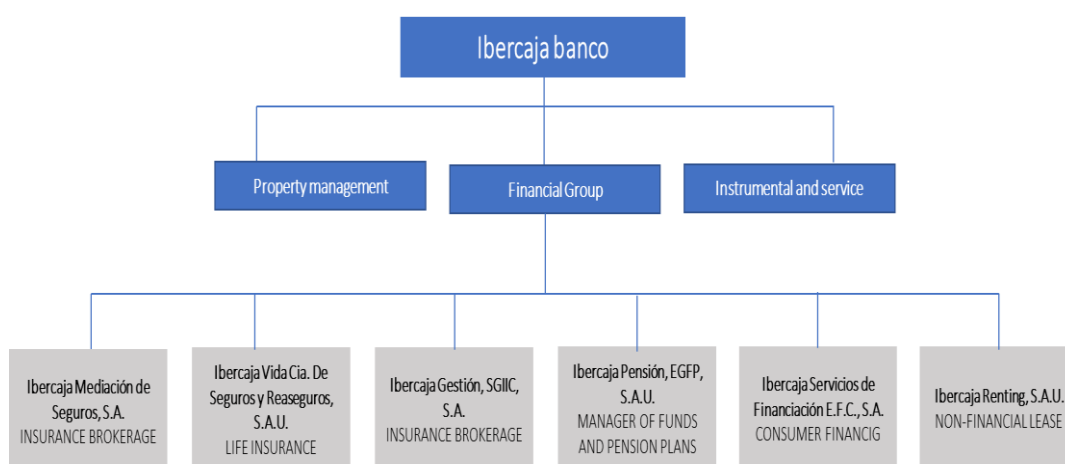 Ibercaja banco
Property management
Financial Group
Instrumental and service
Ibercaja Mediación de
Seguros, S.A.
INSURANCE BROKERAGE
Ibercaja Vida Cia. De
Seguros y Reaseguros,
S.A.U.
LIFE INSURANCE
Ibercaja Gestión, SGIIC,
S.A.
INSURANCE BROKERAGE
Ibercaja Pensión, EGFP,
S.A.U.
MANAGER OF FUNDS
AND PENSION PLANS
Ibercaja Servicios de
Financiación E.F.C., S.A.
CONSUMER FINANCIG
Ibercaja Renting, S.A.U.
NON-FINANCIAL LEASE